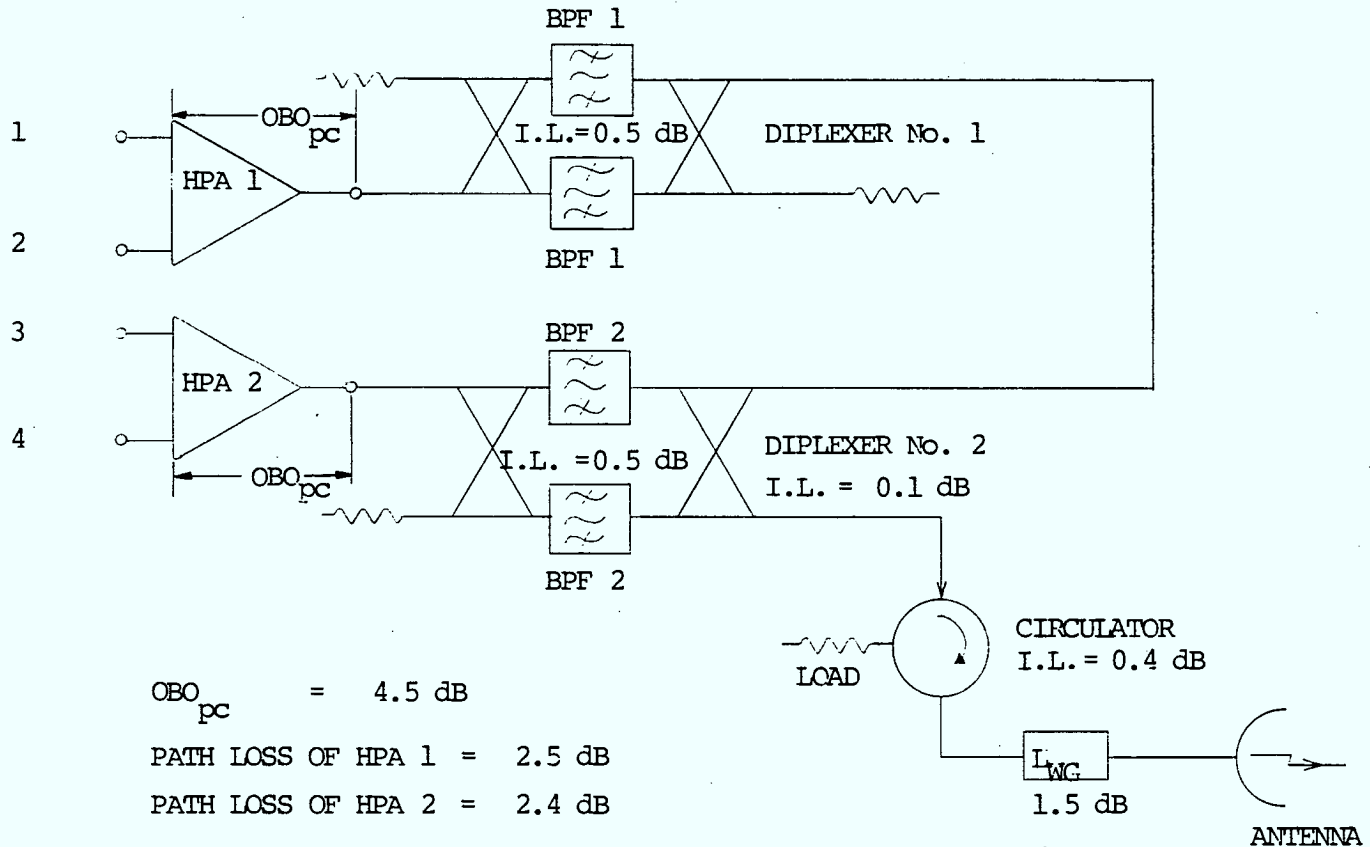 BPF 1
OBOpc
1
I.L.=0.5 dB
DIPLEXER No. 1
HPA 1
2
BPF 1
3
BPF 2
HPA 2
4
DIPLEXER No. 2
I.L. =0.5 dB
OBOpc
I.L. = 0.1 dB
BPF 2
CIRCULATOR
I.L.= 0.4 dB
LOAD
OBOpc = 4.5 dB
PATH LOSS OF HPA 1 = 2.5 dB
LWG
PATH LOSS OF HPA 2 = 2.4 dB
1.5 dB
ANTENNA